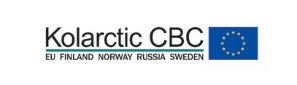 Kolarctic CBC
EU FINLAND NORWAY RUSSIA SWEDEN